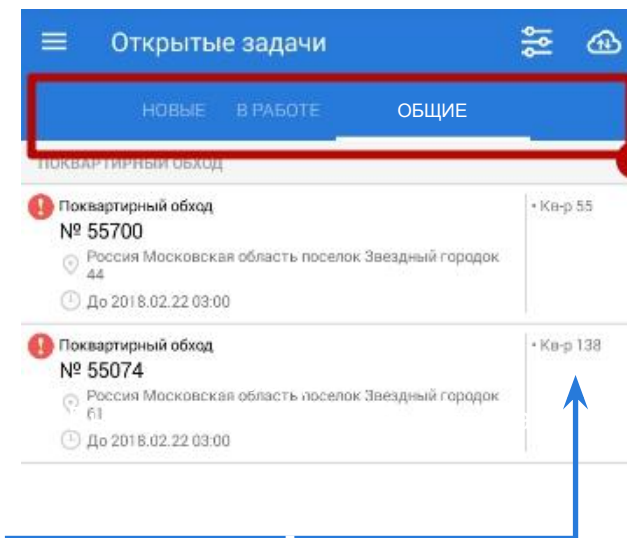 Открытые задачи
НОВЫЕ В РАБОТЕ ОБЩИЕ
ПОКВАРТИРНЫЙ ОБХОД
Поквартирный обход
• Кв-р 55
№ 55700
Россия Московская область поселок Звездный городок
44
До 2018.02.22 03:00
Поквартирный обход
• Кв-р 138
№ 55074
Россия Московская область поселок Звездный городок
61
До 2018.02.22 03:00